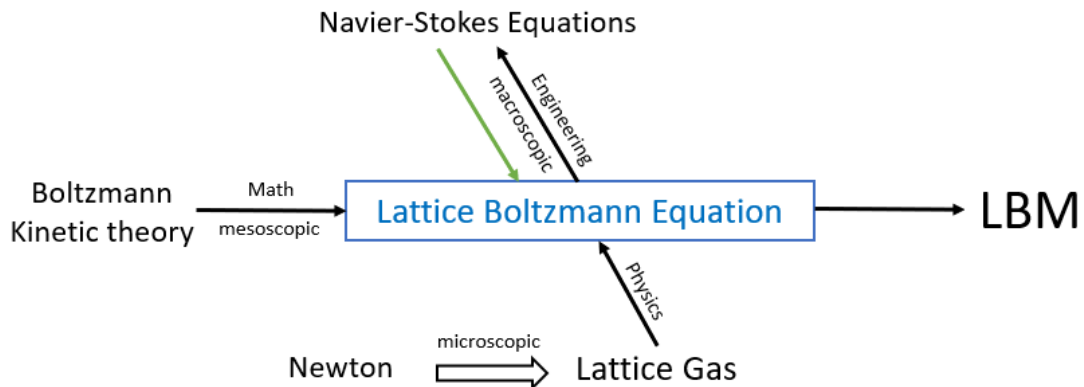 Navier-Stokes Equations
Engineering
macroscopic
Boltzmann
Kinetic theory
Math
mesoscopic
Lattice Boltzmann Equation
LBM
Physics
Newton
microscopic
Lattice Gas